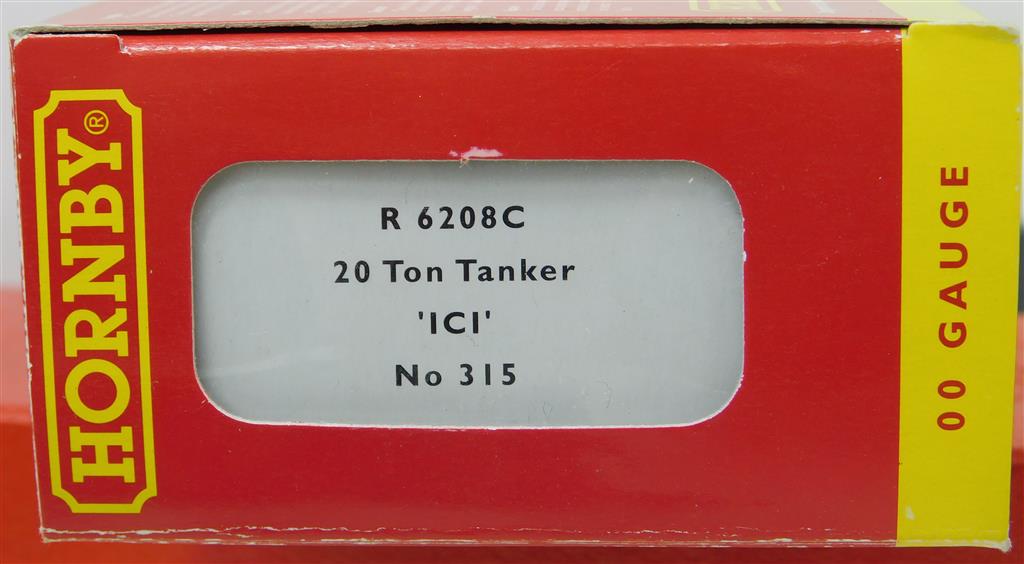 HORNBY®
R 6208C
20 Ton Tanker
'ICI'
No 315
00 GAUGE